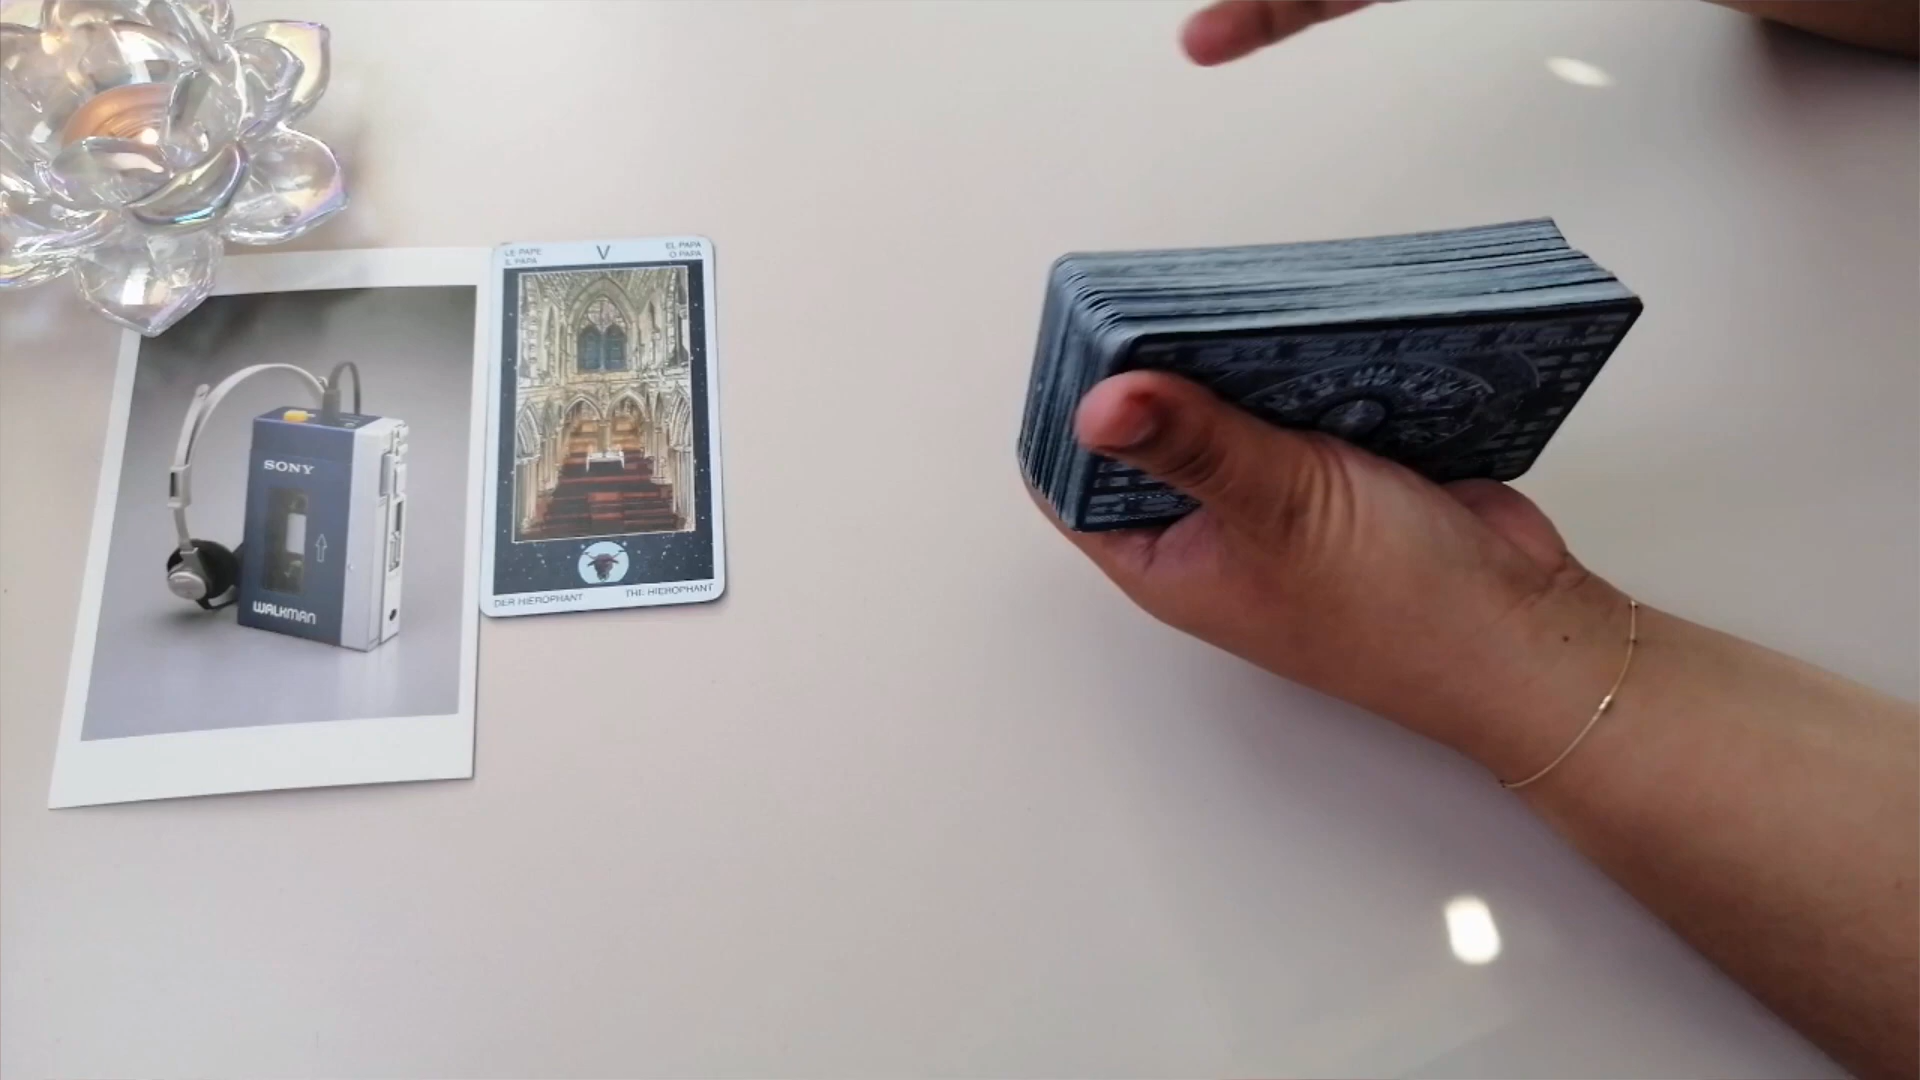 SONY
WALKMAN
LE PAPE
IL PAPA
V
EL PAPA
O PAPA
DER HIEROPHANT
THE HIEROPHANT